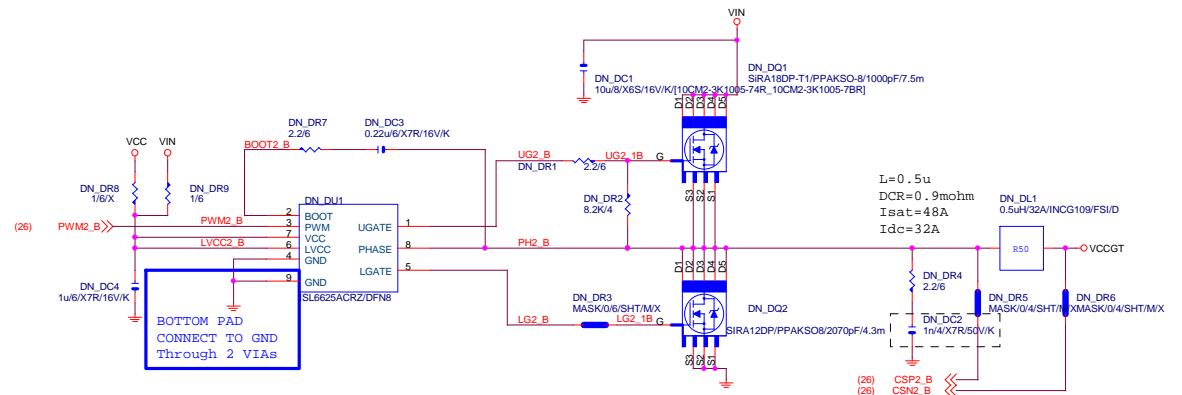 VIN
DN_DQ1
SiRA18DP-T1/PPAKSO-8/1000pF/7.5m
DN_DC1
10u/8/X6S/16V/K/[10CM2-3K1005-74R_10CM2-3K1005-7BR]
D1
D2
D3
D4
D5
G
S3
S2
S1
DN_DR7
2.2/6
DN_DC3
0.22u/6/X7R/16V/K
BOOT2_B
VCC
VIN
DN_DR8
1/6/X
DN_DR9
1/6
UG2_B
DN_DR1
2.2/6
UG2_1B
DN_DR2
8.2K/4
(26)
PWM2_B
PWM2_B
LVCC2_B
DN_DU1
2
BOOT
3
PWM
7
VCC
6
LVCC
4
GND
9
GND
UGATE
1
PHASE
8
LGATE
5
ISL6625ACRZ/DFN8
DN_DC4
1u/6/X7R/16V/K
BOTTOM PAD
CONNECT TO GND
Through 2 VIAs
PH2_B
L=0.5u
DCR=0.9mohm
Isat=48A
Idc=32A
DN_DL1
0.5uH/32A/INCG109/FSI/D
R50
VCCGT
D1
D2
D3
D4
D5
G
S3
S2
S1
DN_DR3
MASK/0/6/SHT/M/X
LG2_B
LG2_1B
DN_DQ2
SIRA12DP/PPAKSO8/2070pF/4.3m
DN_DR4
2.2/6
DN_DC2
1n/4/X7R/50V/K
DN_DR5
MASK/0/4/SHT/M/X
DN_DR6
MASK/0/4/SHT/M/X
(26)
CSP2_B
(26)
CSN2_B